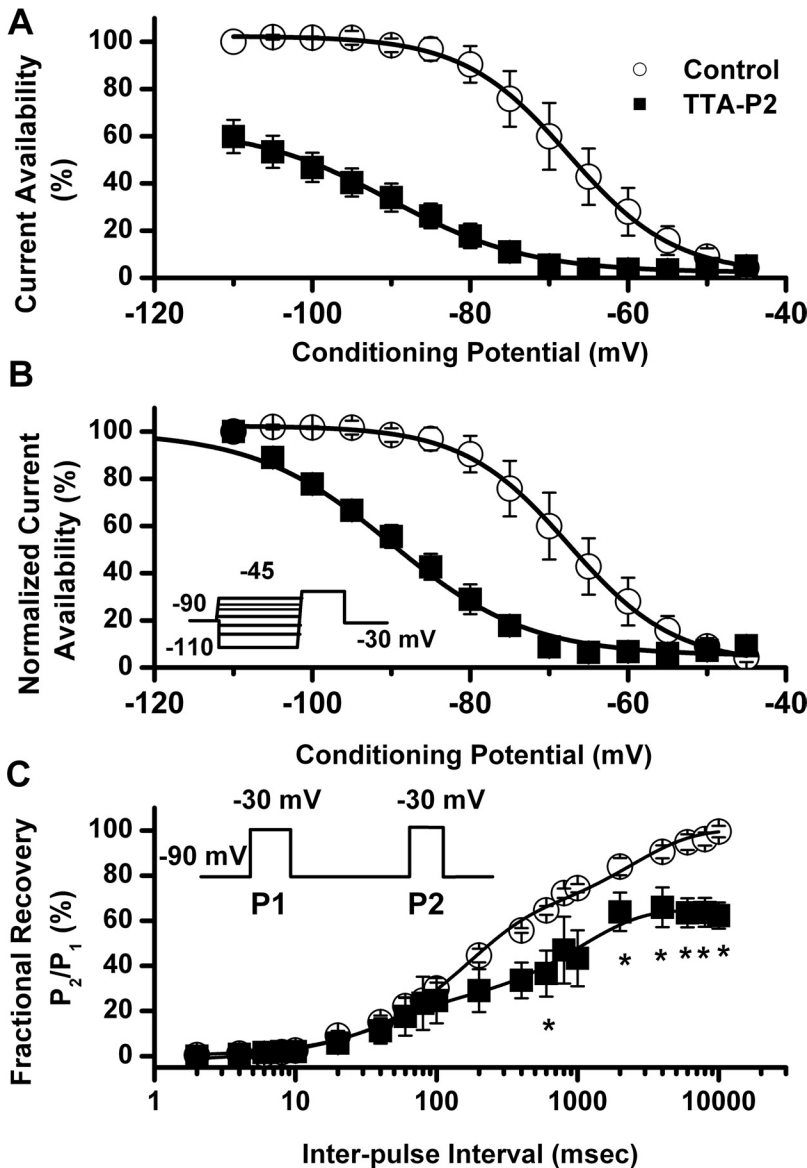 A
Current Availability
(%)
100
80
60
40
20
0
Control
TTA-P2
-120
-100
-80
-60
-40
Conditioning Potential (mV)
B
Normalized Current
Availability (%)
100
80
60
40
20
0
-45
-90
-110
-30 mV
-120
-100
-80
-60
-40
Conditioning Potential (mV)
C
Fractional Recovery
P2/P1 (%)
100
80
60
40
20
0
-30 mV
-30 mV
-90 mV
P1
P2
*
* * * * *
1
10
100
1000
10000
Inter-pulse Interval (msec)